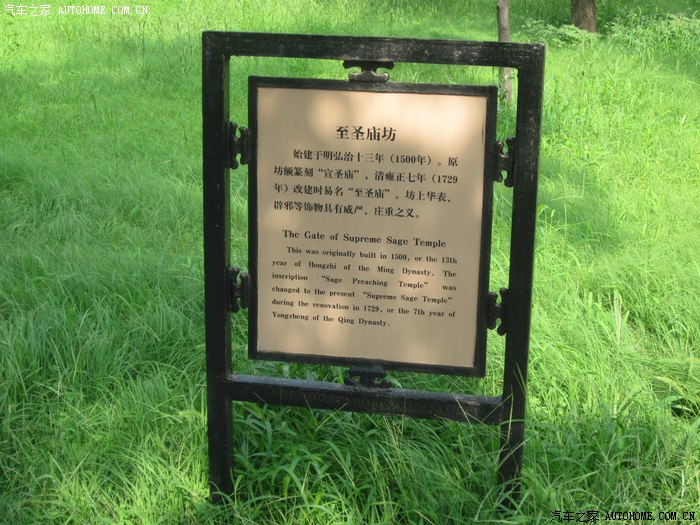 汽车之家 AUTOHOME.COM.CN
至圣庙坊
始建于明弘治十三年（1500年）。原
坊额篆刻“宣圣庙”，清雍正七年（1729
年）改建时易名“至圣庙”。坊上华表、
辟邪等饰物具有威严、庄重之义。
The Gate of Supreme Sage Temple
This was originally built in 1500, or the 13th
year of Hongzhi of the Ming Dynasty. The
inscription “Sage Preaching Temple” was
changed to the present “Supreme Sage Temple”
during the renovation in 1729, or the 7th year of
Yongzheng of the Qing Dynasty.
汽车之家 AUTOHOME.COM.CN